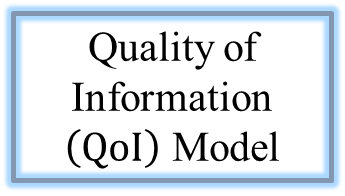 Quality of
Information
(QoI) Model